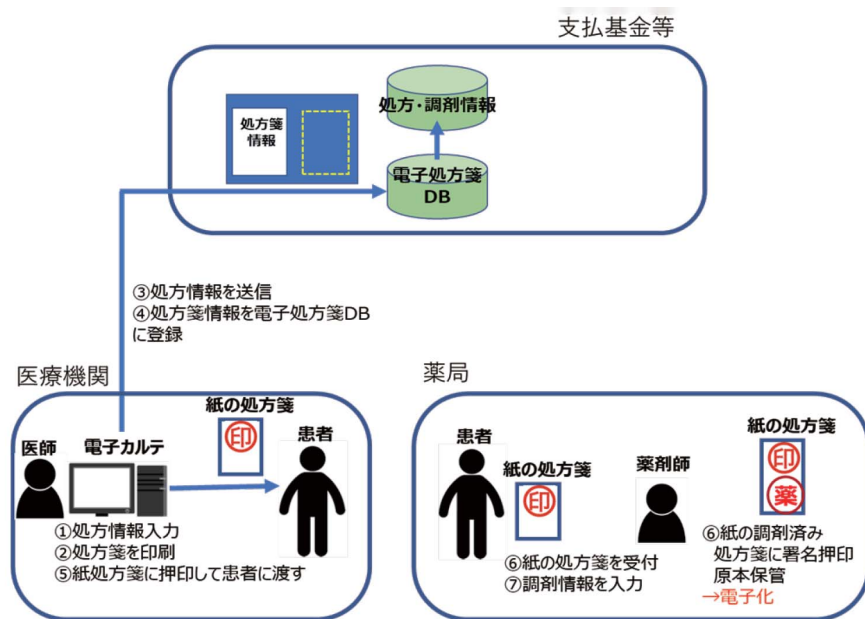 支払基金等
処方・調剤情報
処方箋
情報
電子処方箋
DB
③処方情報を送信
④処方箋情報を電子処方箋DB
に登録
医療機関
紙の処方箋
印
医師
電子カルテ
患者
①処方情報入力
②処方箋を印刷
⑤紙処方箋に押印して患者に渡す
薬局
患者
紙の処方箋
印
薬剤師
紙の処方箋
印
薬
⑥紙の処方箋を受付
⑦調剤情報を入力
⑥紙の調剤済み
処方箋に署名押印
原本保管
→電子化